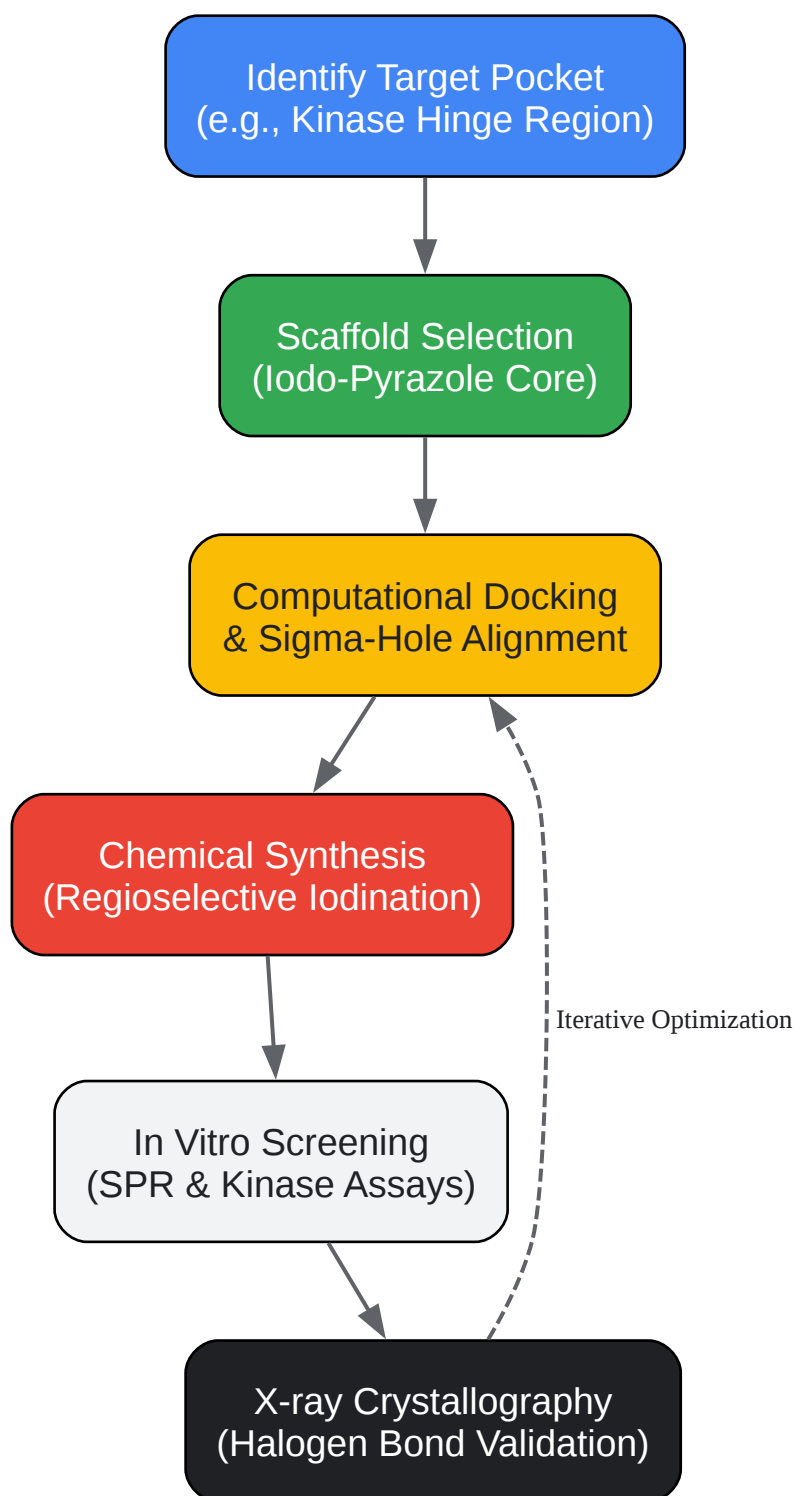 Identify Target Pocket
(e.g., Kinase Hinge Region)
Scaffold Selection
(Iodo-Pyrazole Core)
Computational Docking
& Sigma-Hole Alignment
Chemical Synthesis
(Regioselective Iodination)
Iterative Optimization
In Vitro Screening
(SPR & Kinase Assays)
X-ray Crystallography
(Halogen Bond Validation)